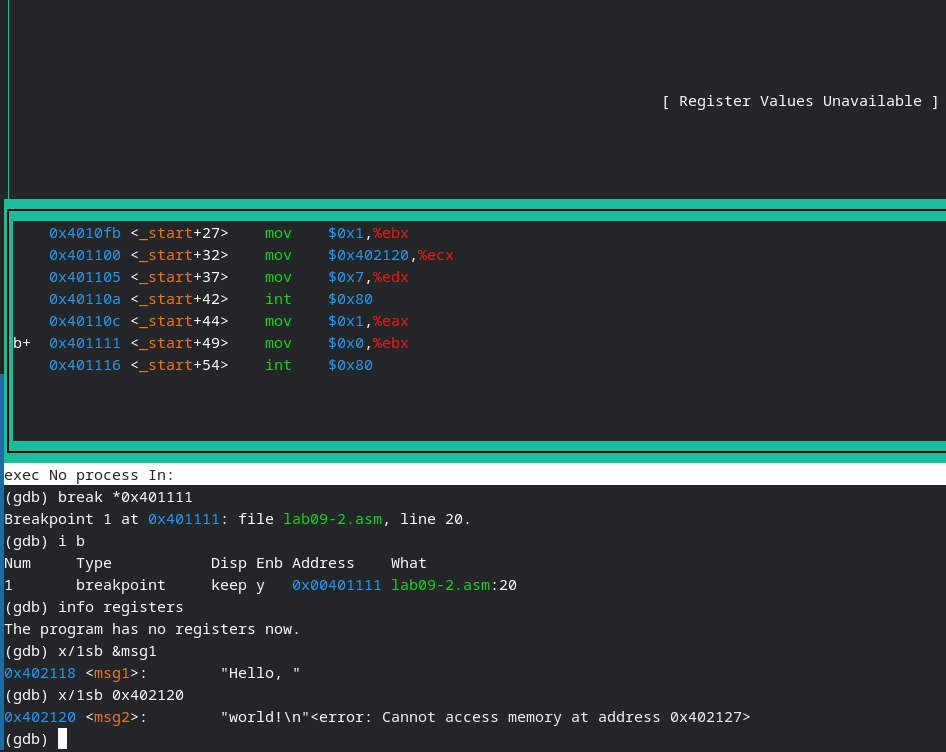 [ Register Values Unavailable ]
0x4010fb <_start+27>    mov    $0x1,%ebx
0x401100 <_start+32>    mov    $0x402120,%ecx
0x401105 <_start+37>    mov    $0x7,%edx
0x40110a <_start+42>    int    $0x80
0x40110c <_start+44>    mov    $0x1,%eax
b+  0x401111 <_start+49>    mov    $0x0,%ebx
0x401116 <_start+54>    int    $0x80
exec No process In:
(gdb) break *0x401111
Breakpoint 1 at 0x401111: file lab09-2.asm, line 20.
(gdb) i b
Num     Type           Disp Enb Address    What
1       breakpoint     keep y   0x00401111 lab09-2.asm:20
(gdb) info registers
The program has no registers now.
(gdb) x/1sb &msg1
0x402118 <msg1>:        "Hello, "
(gdb) x/1sb 0x402120
0x402120 <msg2>:        "world!\n"<error: Cannot access memory at address 0x402127>
(gdb)